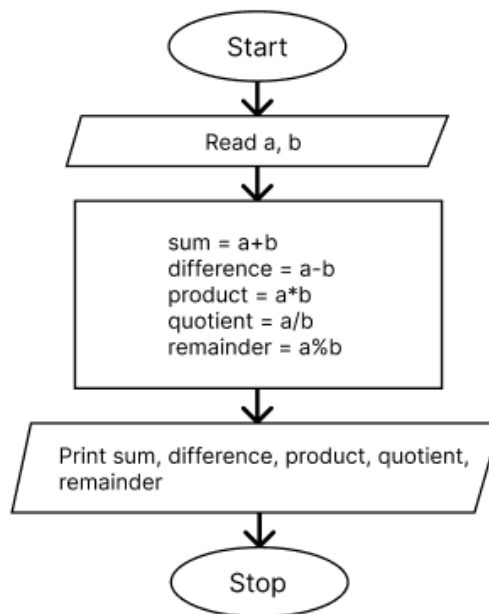 Start
Read a, b
sum = a+b
difference = a-b
product = a*b
quotient = a/b
remainder = a%b
Print sum, difference, product, quotient,
remainder
Stop